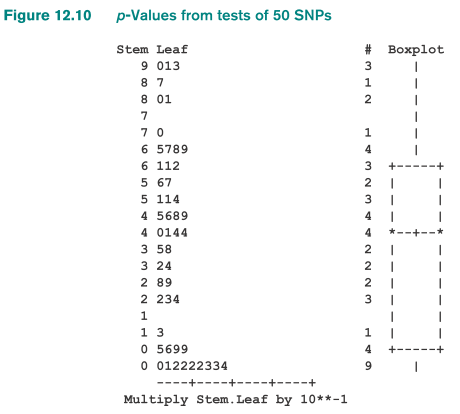 Figure 12.10 p-Values from tests of 50 SNPs
Stem Leaf # Boxplot
9 013 3 |
8 7 1 |
8 01 2 |
7 |
7 0 1 |
6 5789 4 |
6 112 3 +-----+
5 67 2 | |
5 114 3 | |
4 5689 4 | |
4 0144 4 *--+--*
3 58 2 | |
3 24 2 | |
2 89 2 | |
2 234 3 | |
1 | |
1 3 1 | |
0 5699 4 +-----+
0 012222334 9 |
----+----+----+----+
Multiply Stem.Leaf by 10**-1